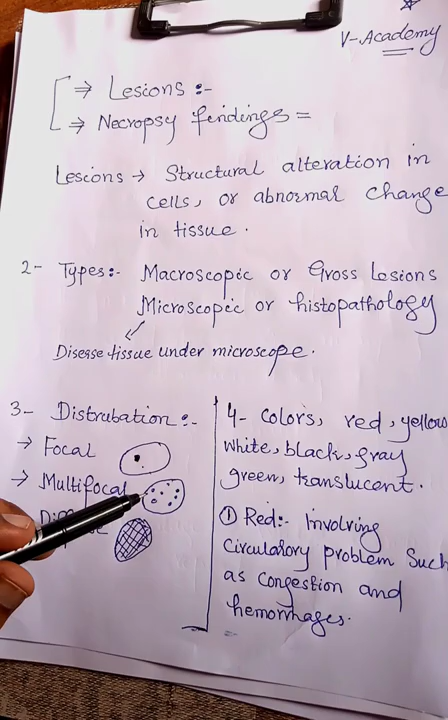 V-Academy
⇒ Lesions :-
⇒ Necropsy findings =
Lesions → Structural alteration in
cells, or abnormal change
in tissue.
2- Types:- Macroscopic or Gross Lesions
Microscopic or histopathology
Disease tissue under microscope.
3- Distrubation :-
→ Focal
→ Multifocal
4- Colors, red, yellow
white, black, gray
green, translucent.
① Red:- Involving
Circulatory problem Such
as congestion and
hemorrhages.